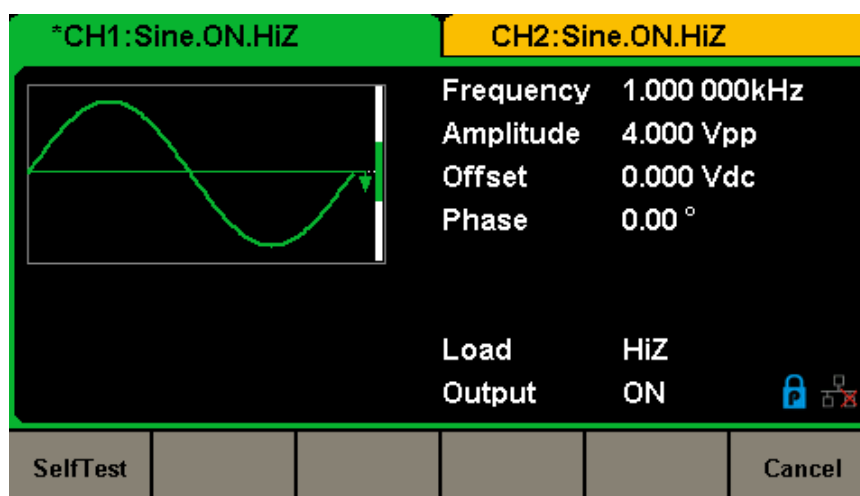 *CH1:Sine.ON.HiZ CH2:Sine.ON.HiZ
Frequency 1.000 000kHz
Amplitude 4.000 Vpp
Offset 0.000 Vdc
Phase 0.00 °
Load HiZ
Output ON P
SelfTest Cancel